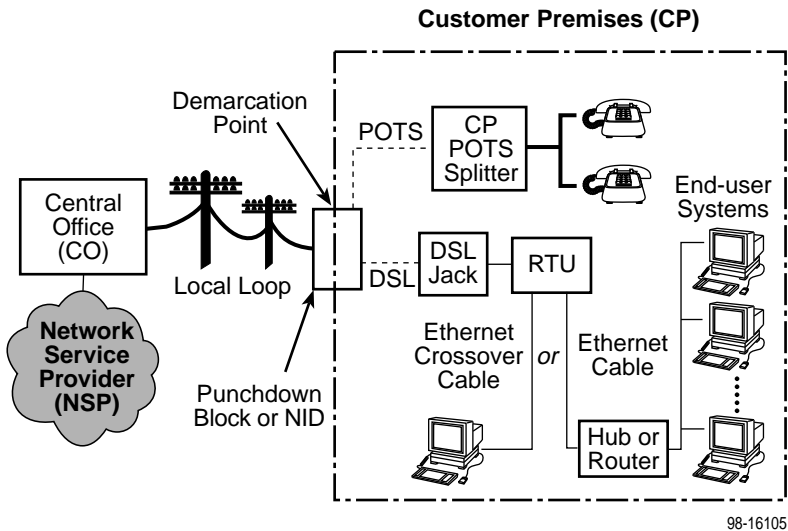 Customer Premises (CP)
Demarcation
Point
POTS
CP
POTS
Splitter
Central
Office
(CO)
Local Loop
DSL
DSL
Jack
RTU
End-user
Systems
Network
Service
Provider
(NSP)
Punchdown
Block or NID
Ethernet
Crossover
Cable
or
Ethernet
Cable
Hub or
Router
98-16105